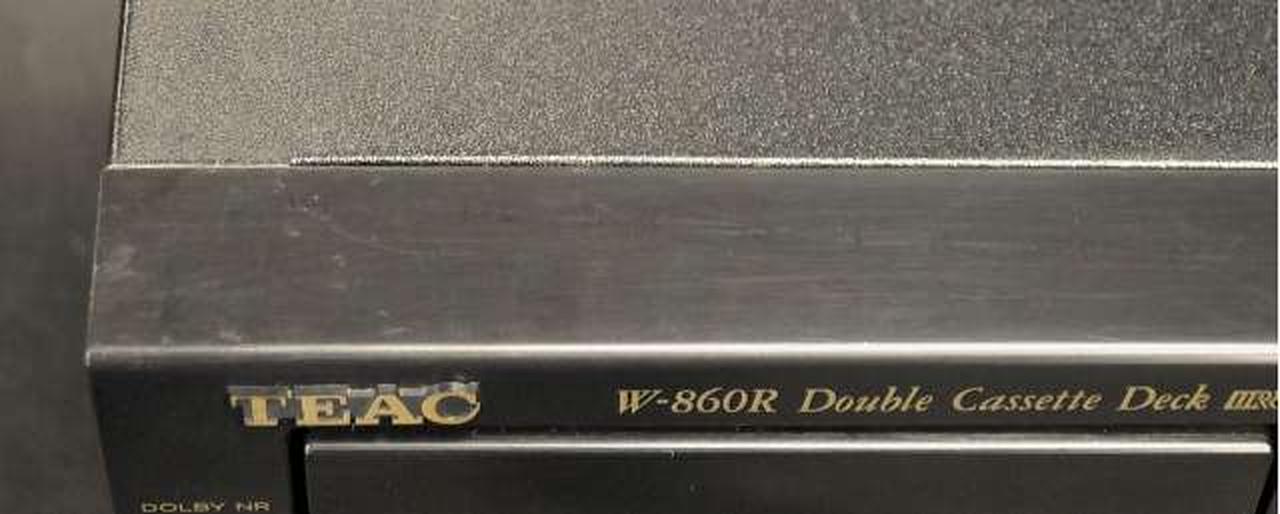 TEAC
W-860R Double Cassette Deck
DOLBY NR